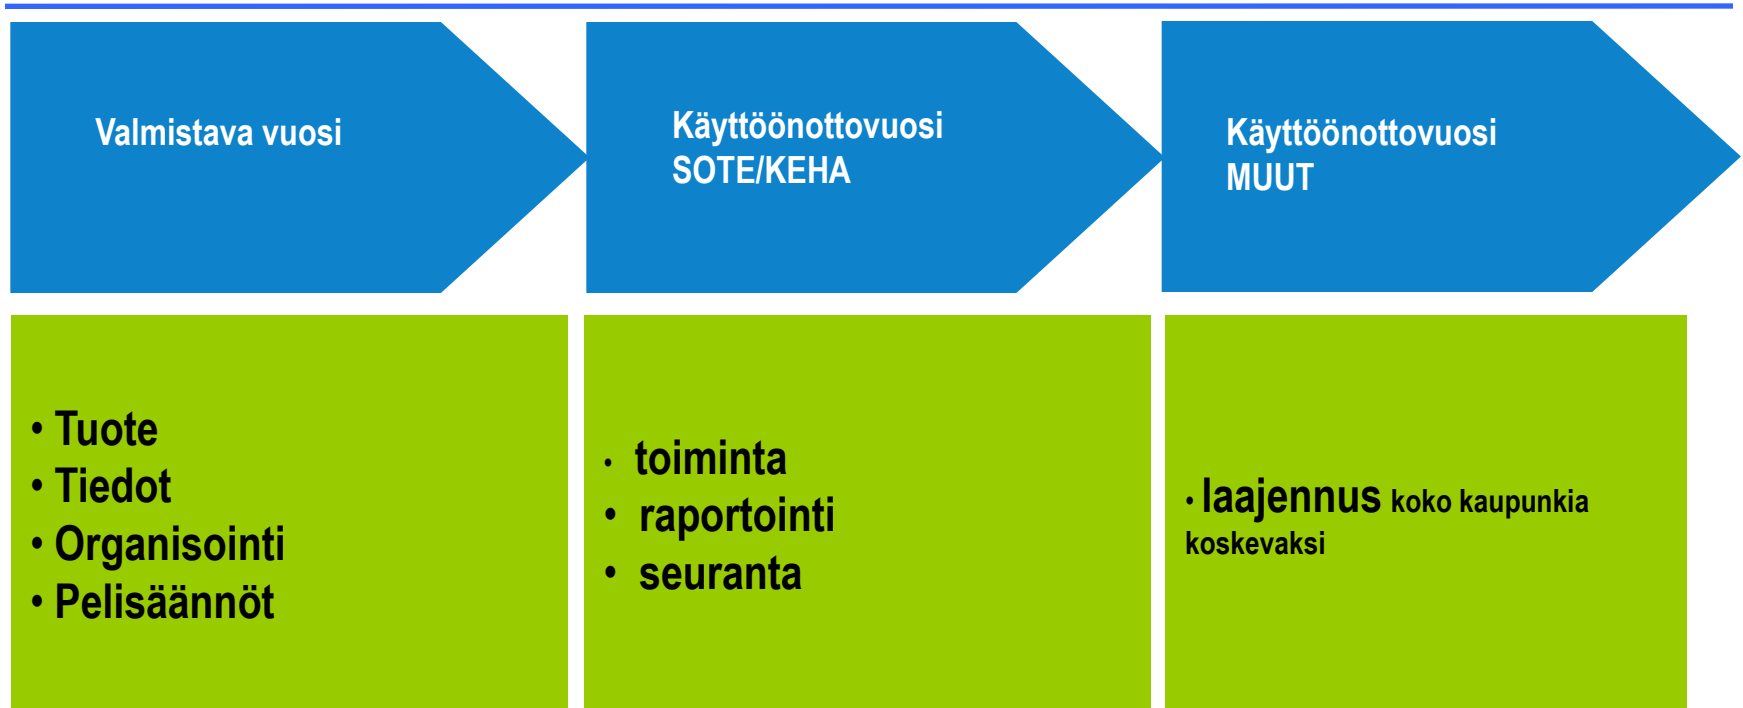 Valmistava vuosi
Käyttöönottovuosi
SOTE/KEHA
Käyttöönottovuosi
MUUT
• Tuote
• Tiedot
• Organisointi
• Pelisäännöt
• toiminta
• raportointi
• seuranta
• laajennus koko kaupunkia
koskevaksi